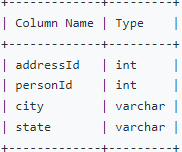 +-------------+---------+
| Column Name | Type    |
+-------------+---------+
| addressId   | int     |
| personId    | int     |
| city        | varchar |
| state       | varchar |
+-------------+---------+